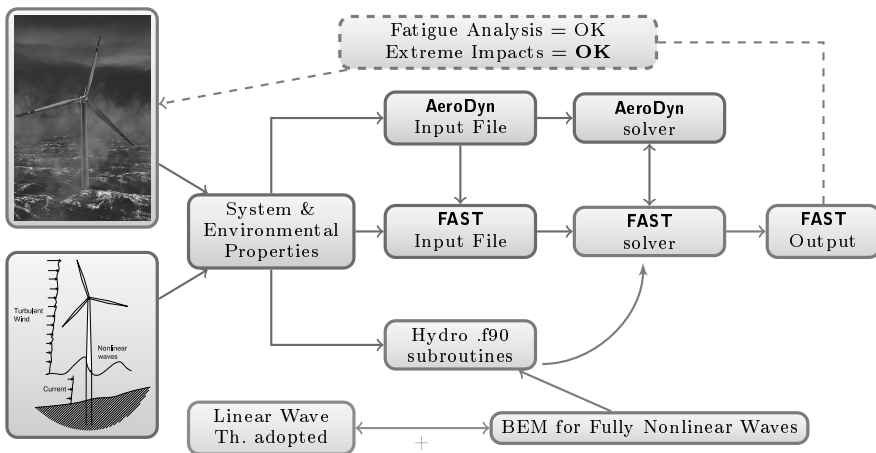 Fatigue Analysis = OK
Extreme Impacts = OK
AeroDyn
Input File
AeroDyn
solver
System &
Environmental
Properties
FAST
Input File
FAST
solver
FAST
Output
Turbulent
Wind
Nonlinear
waves
Current
Hydro .f90
subroutines
Linear Wave
Th. adopted
+
BEM for Fully Nonlinear Waves